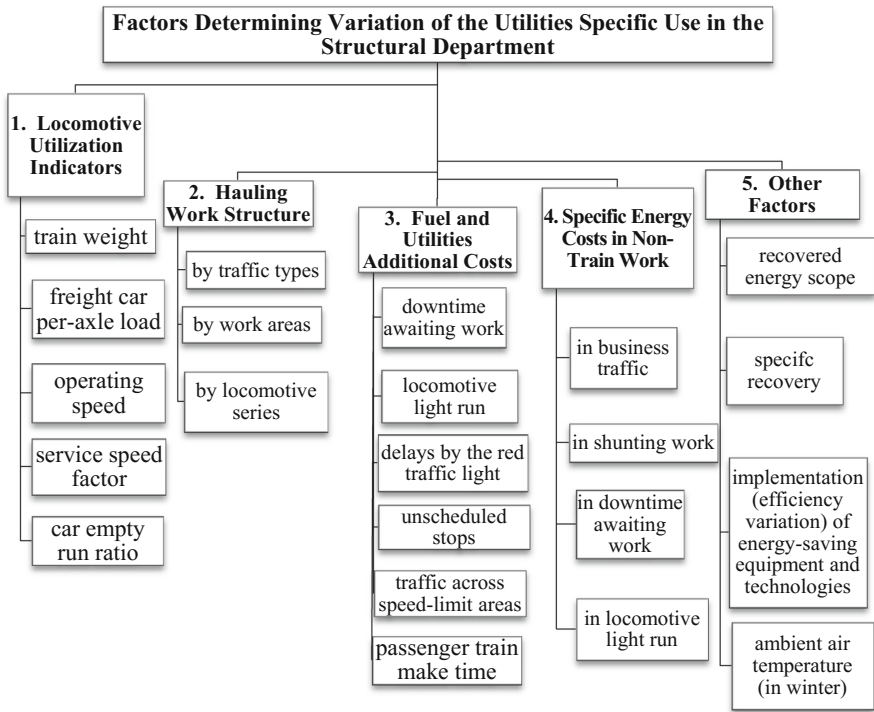 Factors Determining Variation of the Utilities Specific Use in the
Structural Department
1. Locomotive
Utilization
Indicators
train weight
freight car
per-axle load
operating
speed
service speed
factor
car empty
run ratio
2. Hauling
Work Structure
by traffic types
by work areas
by locomotive
series
3. Fuel and
Utilities
Additional Costs
downtime
awaiting work
locomotive
light run
delays by the red
traffic light
unscheduled
stops
traffic across
speed-limit areas
passenger train
make time
4. Specific Energy
Costs in Non-
Train Work
in business
traffic
in shunting work
in downtime
awaiting
work
in locomotive
light run
5. Other
Factors
recovered
energy scope
specifc
recovery
implementation
(efficiency
variation) of
energy-saving
equipment and
technologies
ambient air
temperature
(in winter)